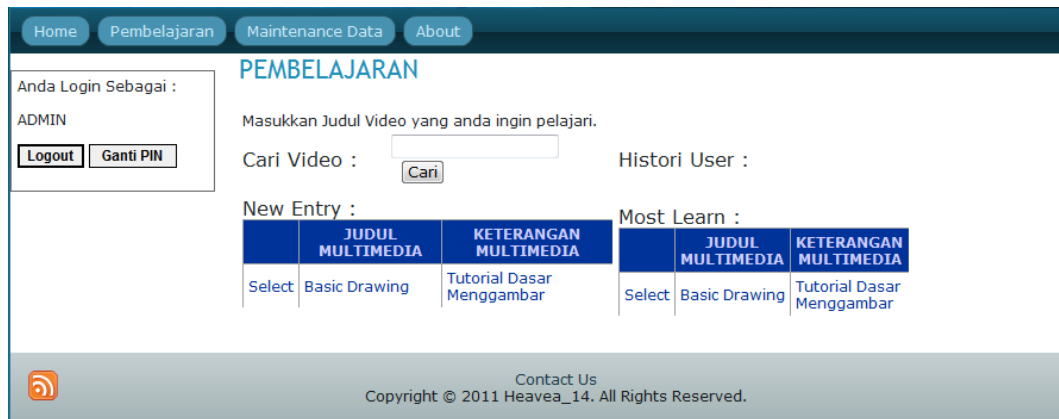 Home Pembelajaran Maintenance Data About
PEMBELAJARAN
Anda Login Sebagai :
ADMIN
Logout Ganti PIN
Masukkan Judul Video yang anda ingin pelajari.
Cari Video :
Cari
Histori User :
New Entry :
JUDUL MULTIMEDIA KETERANGAN MULTIMEDIA
Select Basic Drawing Tutorial Dasar Menggambar
Most Learn :
JUDUL MULTIMEDIA KETERANGAN MULTIMEDIA
Select Basic Drawing Tutorial Dasar Menggambar
Contact Us
Copyright © 2011 Heavea_14. All Rights Reserved.